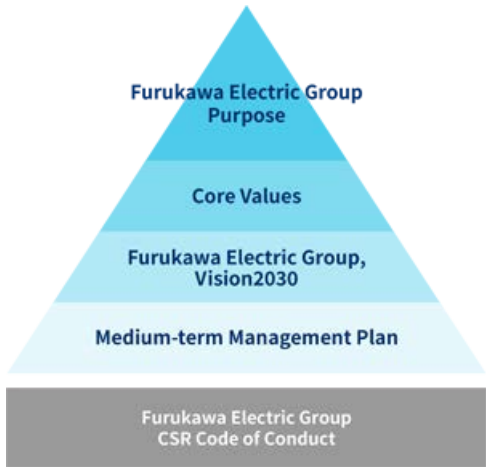 Furukawa Electric Group
Purpose
Core Values
Furukawa Electric Group,
Vision2030
Medium-term Management Plan
Furukawa Electric Group
CSR Code of Conduct